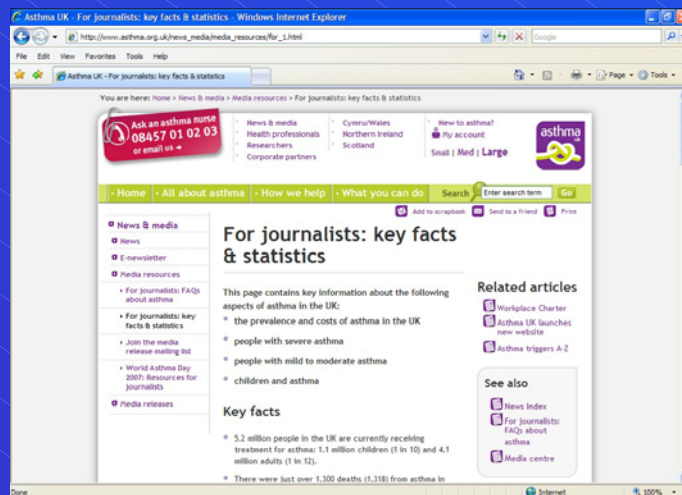 Asthma UK - For journalists: key facts & statistics - Windows Internet Explorer
http://www.asthma.org.uk/news_media/media_resources/for_1.html
Google
File Edit View Favorites Tools Help
Asthma UK - For journalists: key facts & statistics
Page Tools
You are here: Home > News & media > Media resources > For journalists: key facts & statistics
Ask an asthma nurse
08457 01 02 03
or email us
News & media
Health professionals
Researchers
Corporate partners
Cymru/Wales
Northern Ireland
Scotland
New to asthma?
My account
Small | Med | Large
asthma
UK
Home All about asthma How we help What you can do Search Enter search term Go
Add to scrapbook Send to a friend Print
News & media
News
E-newsletter
Media resources
For journalists: FAQs
about asthma
For journalists: key
facts & statistics
Join the media
release mailing list
World Asthma Day
2007: Resources for
journalists
Media releases
For journalists: key facts
& statistics
This page contains key information about the following
aspects of asthma in the UK:
the prevalence and costs of asthma in the UK
people with severe asthma
people with mild to moderate asthma
children and asthma
Key facts
5.2 million people in the UK are currently receiving
treatment for asthma: 1.1 million children (1 in 10) and 4.1
million adults (1 in 12).
There were just over 1,300 deaths (1,318) from asthma in
Related articles
Workplace Charter
Asthma UK launches
new website
Asthma triggers A-Z
See also
News Index
For journalists:
FAQs about
asthma
Media centre
Done Internet 100%